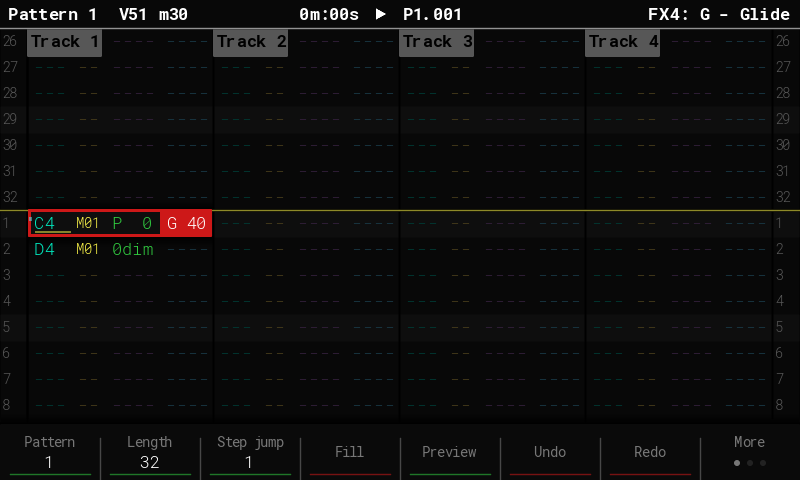 Pattern 1 V51 m30 0m:00s ▶ P1.001 FX4: G - Glide
26 Track 1 --- -- ---- ---- Track 2 --- -- ---- ---- Track 3 --- -- ---- ---- Track 4 --- -- ---- ---- 26
27 --- -- ---- ---- --- -- ---- ---- --- -- ---- ---- --- -- ---- ---- 27
28 --- -- ---- ---- --- -- ---- ---- --- -- ---- ---- --- -- ---- ---- 28
29 --- -- ---- ---- --- -- ---- ---- --- -- ---- ---- --- -- ---- ---- 29
30 --- -- ---- ---- --- -- ---- ---- --- -- ---- ---- --- -- ---- ---- 30
31 --- -- ---- ---- --- -- ---- ---- --- -- ---- ---- --- -- ---- ---- 31
32 --- -- ---- ---- --- -- ---- ---- --- -- ---- ---- --- -- ---- ---- 32
1 C4 M01 P 0 G 40 --- -- ---- ---- --- -- ---- ---- --- -- ---- ---- 1
2 D4 M01 0dim ---- --- -- ---- ---- --- -- ---- ---- --- -- ---- ---- 2
3 --- -- ---- ---- --- -- ---- ---- --- -- ---- ---- --- -- ---- ---- 3
4 --- -- ---- ---- --- -- ---- ---- --- -- ---- ---- --- -- ---- ---- 4
5 --- -- ---- ---- --- -- ---- ---- --- -- ---- ---- --- -- ---- ---- 5
6 --- -- ---- ---- --- -- ---- ---- --- -- ---- ---- --- -- ---- ---- 6
7 --- -- ---- ---- --- -- ---- ---- --- -- ---- ---- --- -- ---- ---- 7
8 --- -- ---- ---- --- -- ---- ---- --- -- ---- ---- --- -- ---- ---- 8
Pattern Length Step jump Fill Preview Undo Redo More
1 32 1